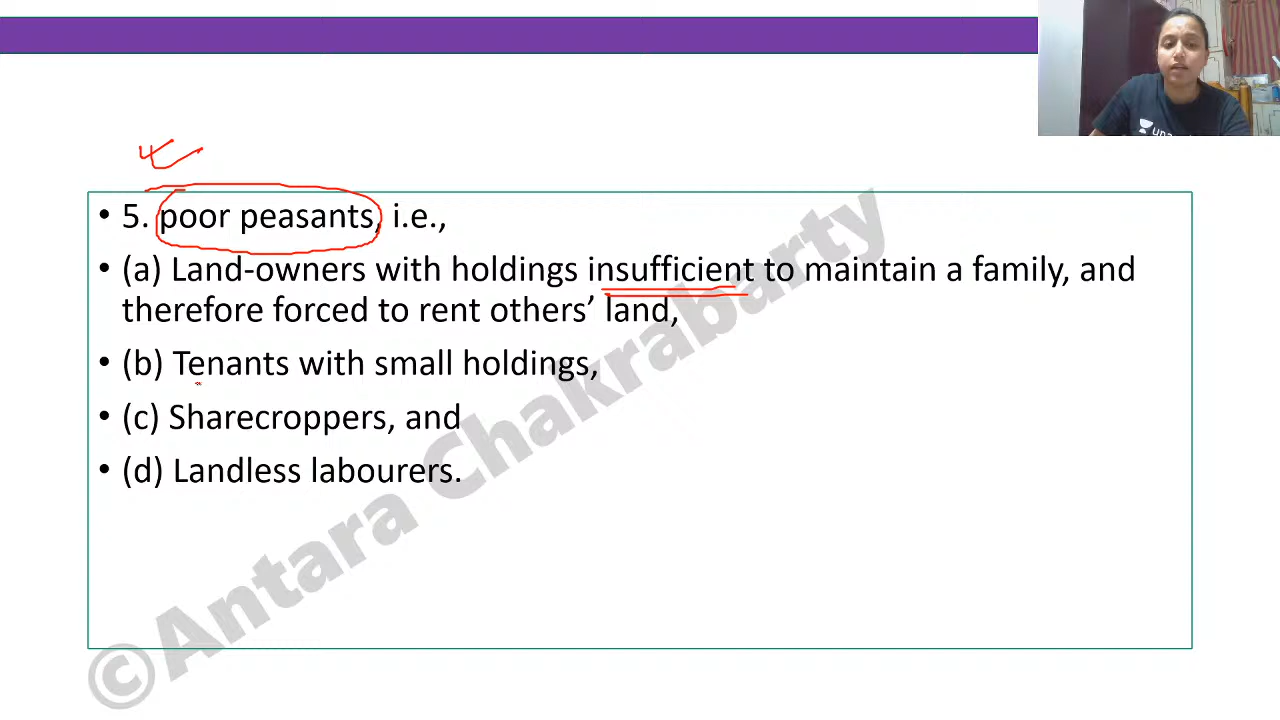 • 5. poor peasants, i.e.,
• (a) Land-owners with holdings insufficient to maintain a family, and
therefore forced to rent others’ land,
• (b) Tenants with small holdings,
• (c) Sharecroppers, and
• (d) Landless labourers.
©Antara Chakrabarty